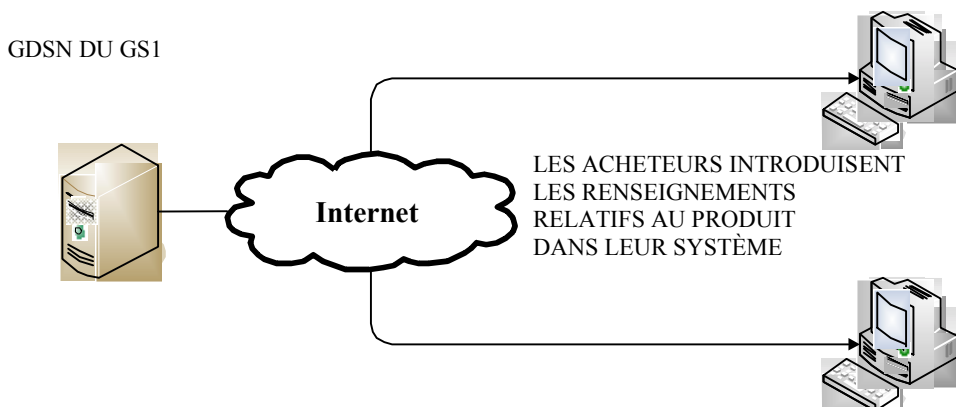 GDSN DU GS1
Internet
LES ACHETEURS INTRODUISENT
LES RENSEIGNEMENTS
RELATIFS AU PRODUIT
DANS LEUR SYSTÈME